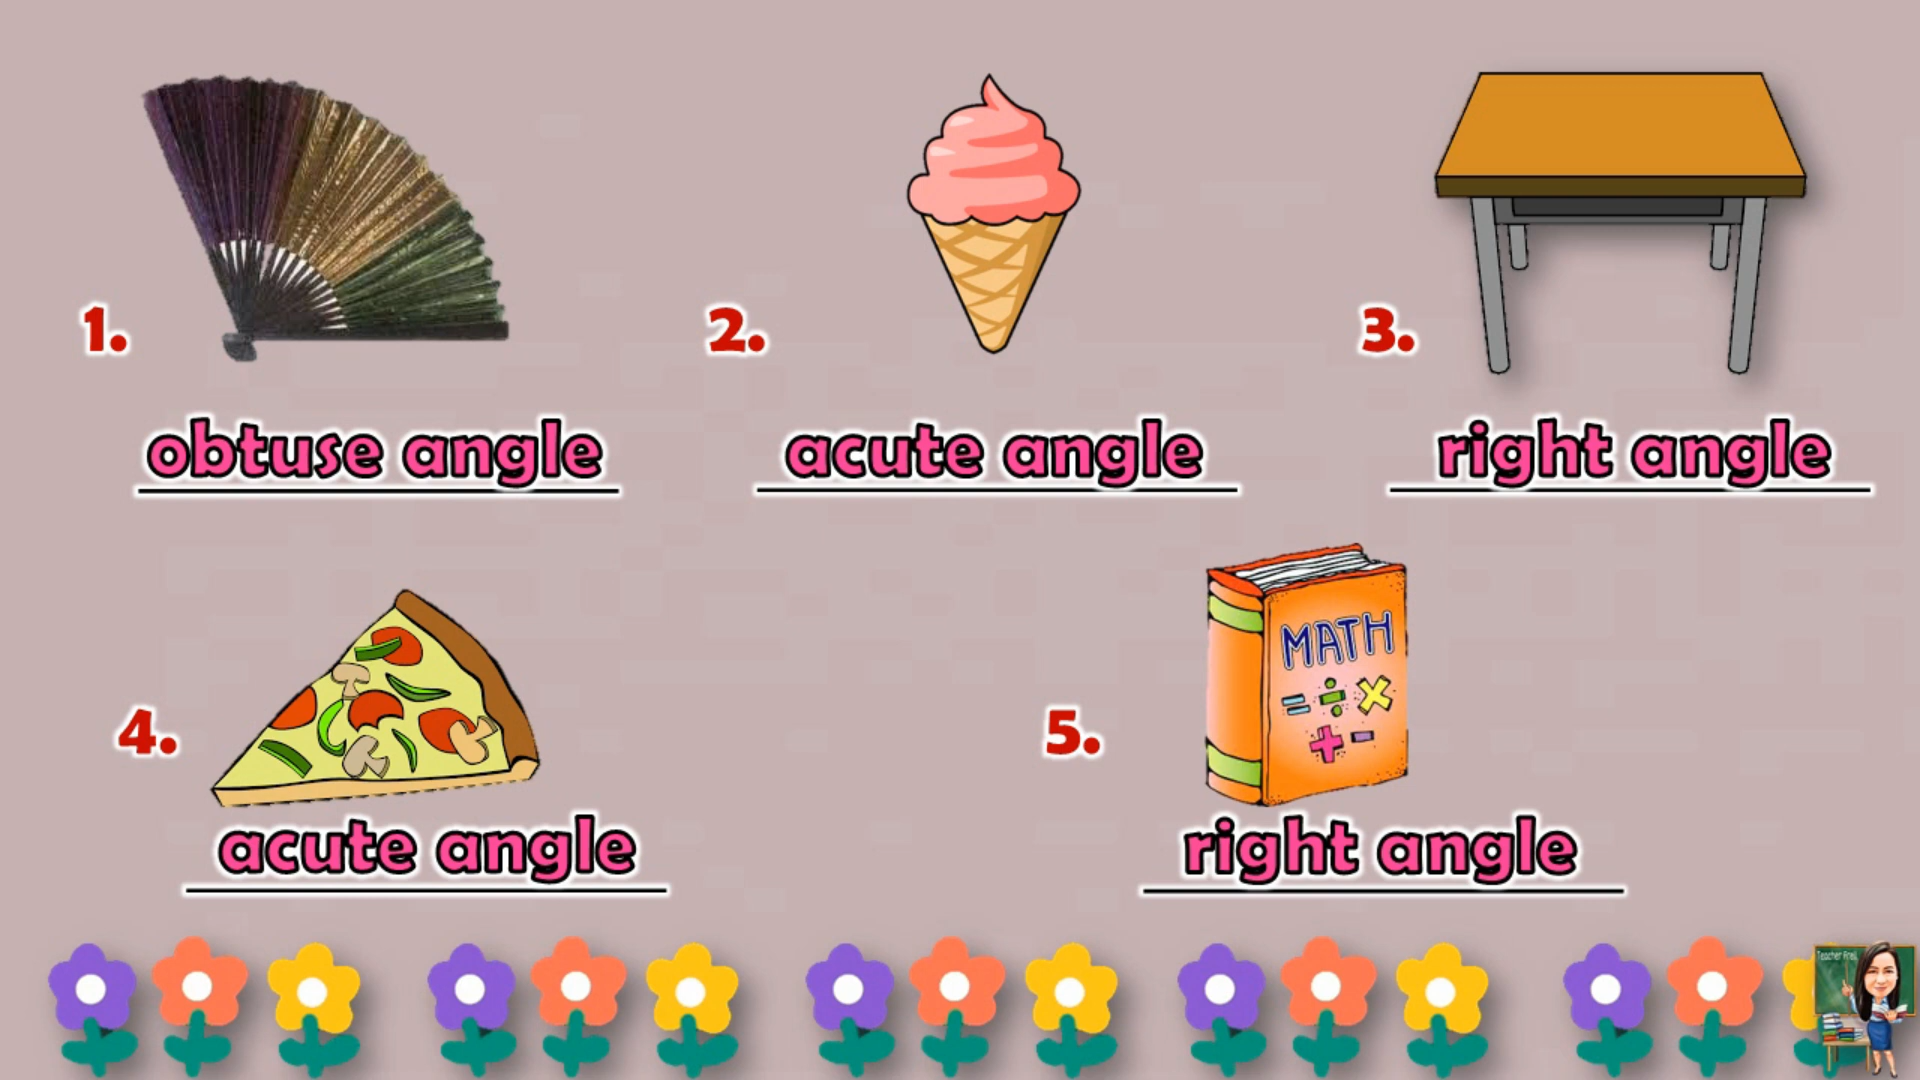 1.
2.
3.
obtuse angle
acute angle
right angle
4.
5.
MATH
= ÷ ×
+ -
acute angle
right angle